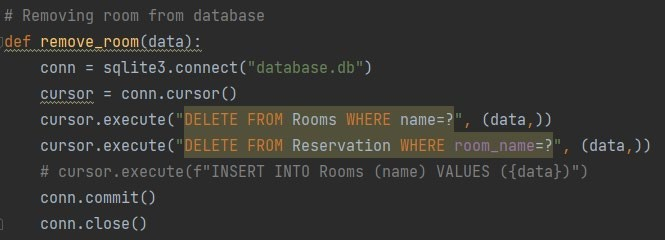 # Removing room from database
def remove_room(data):
    conn = sqlite3.connect("database.db")
    cursor = conn.cursor()
    cursor.execute("DELETE FROM Rooms WHERE name=?", (data,))
    cursor.execute("DELETE FROM Reservation WHERE room_name=?", (data,))
    # cursor.execute(f"INSERT INTO Rooms (name) VALUES ({data})")
    conn.commit()
    conn.close()